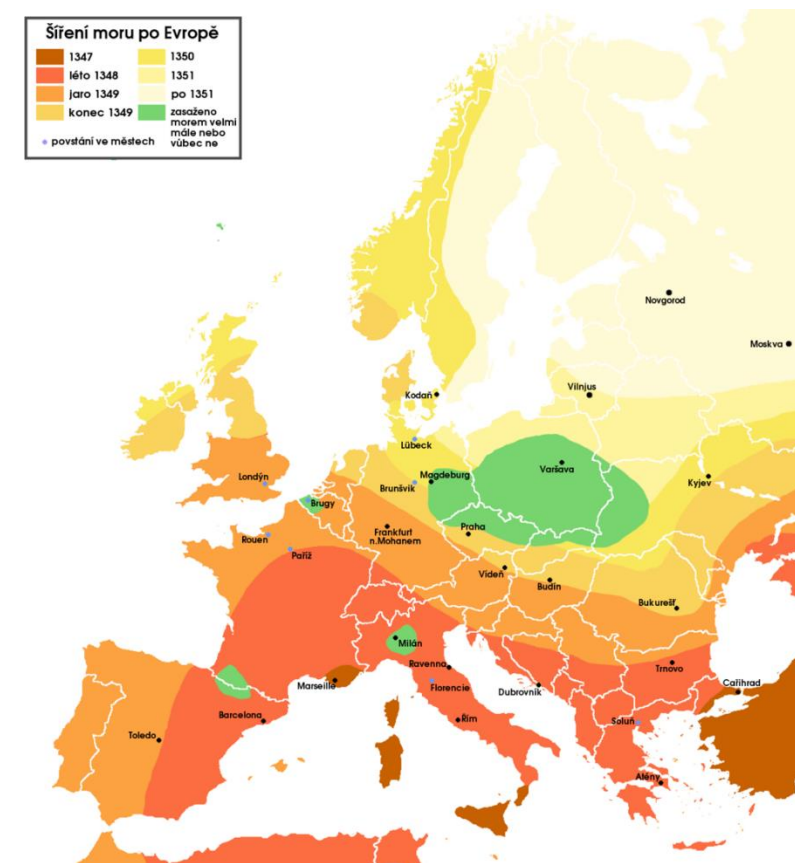 Šíření moru po Evropě
1347
léto 1348
jaro 1349
konec 1349
povstání ve městech
1350
1351
po 1351
zasaženo
morem velmi
mále nebo
vůbec ne
Novgorod
Moskva
Kodaň
Vilnjus
Lübeck
Varšava
Magdeburg
Kyjev
Londýn
Brunšvik
Brugy
Praha
Frankfurt
n.Mohanem
Rouen
Paříž
Vídeň
Budín
Bukurešť
Milán
Ravenna
Trnovo
Marseille
Florencie
Dubrovnik
Cařihrad
Barcelona
Řím
Soluň
Toledo
Atény